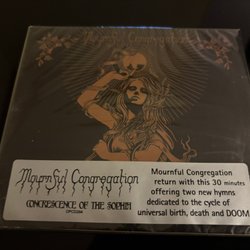 Mournful Congregation
Mournful Congregation
CONCRESCENCE OF THE SOPHIA
Mournful Congregation
return with this 30 minutes
offering two new hymns
dedicated to the cycle of
universal birth, death and DOOM